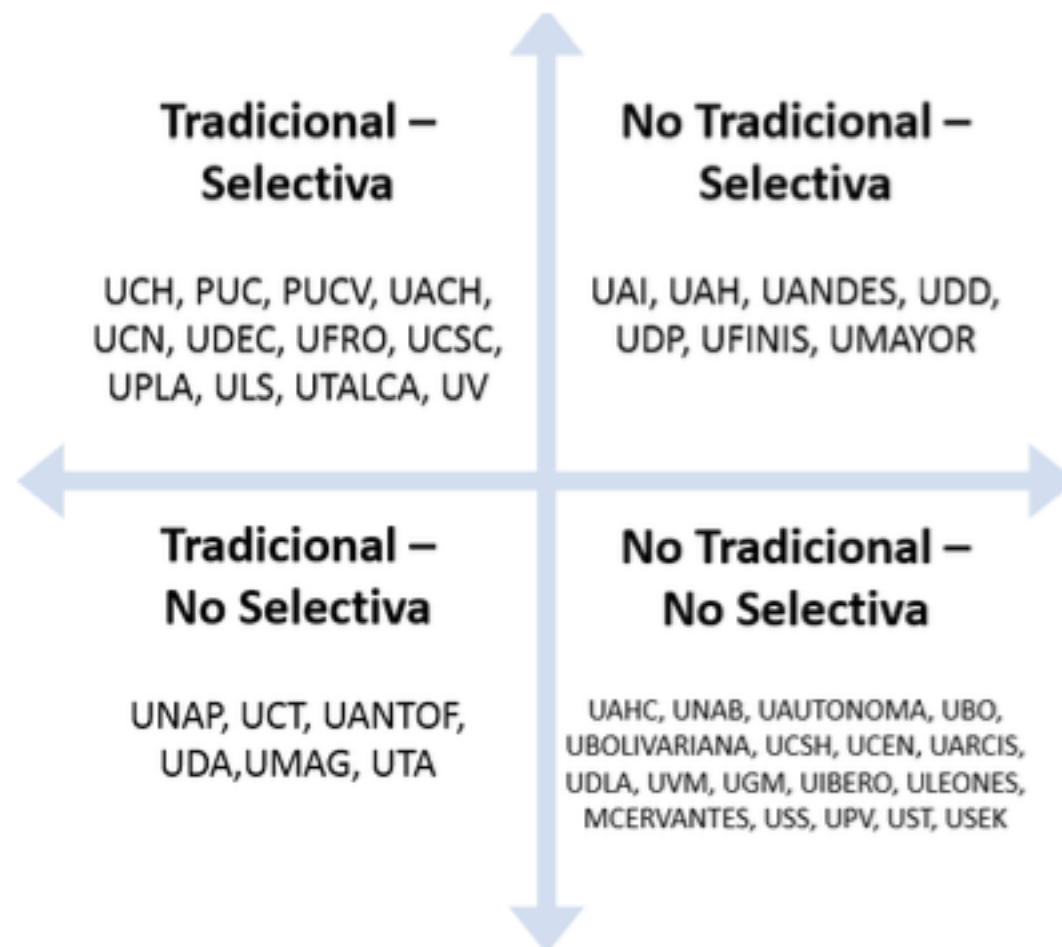 Tradicional –
Selectiva
UCH, PUC, PUCV, UACH,
UCN, UDEC, UFRO, UCSC,
UPLA, ULS, UTALCA, UV
No Tradicional –
Selectiva
UAI, UAH, UANDES, UDD,
UDP, UFINIS, UMAYOR
Tradicional –
No Selectiva
UNAP, UCT, UANTOF,
UDA,UMAG, UTA
No Tradicional –
No Selectiva
UAHC, UNAB, UAUTONOMA, UBO,
UBOLIVARIANA, UCSH, UCEN, UARCIS,
UDLA, UVM, UGM, UIBERO, ULEONES,
MCERVANTES, USS, UPV, UST, USEK